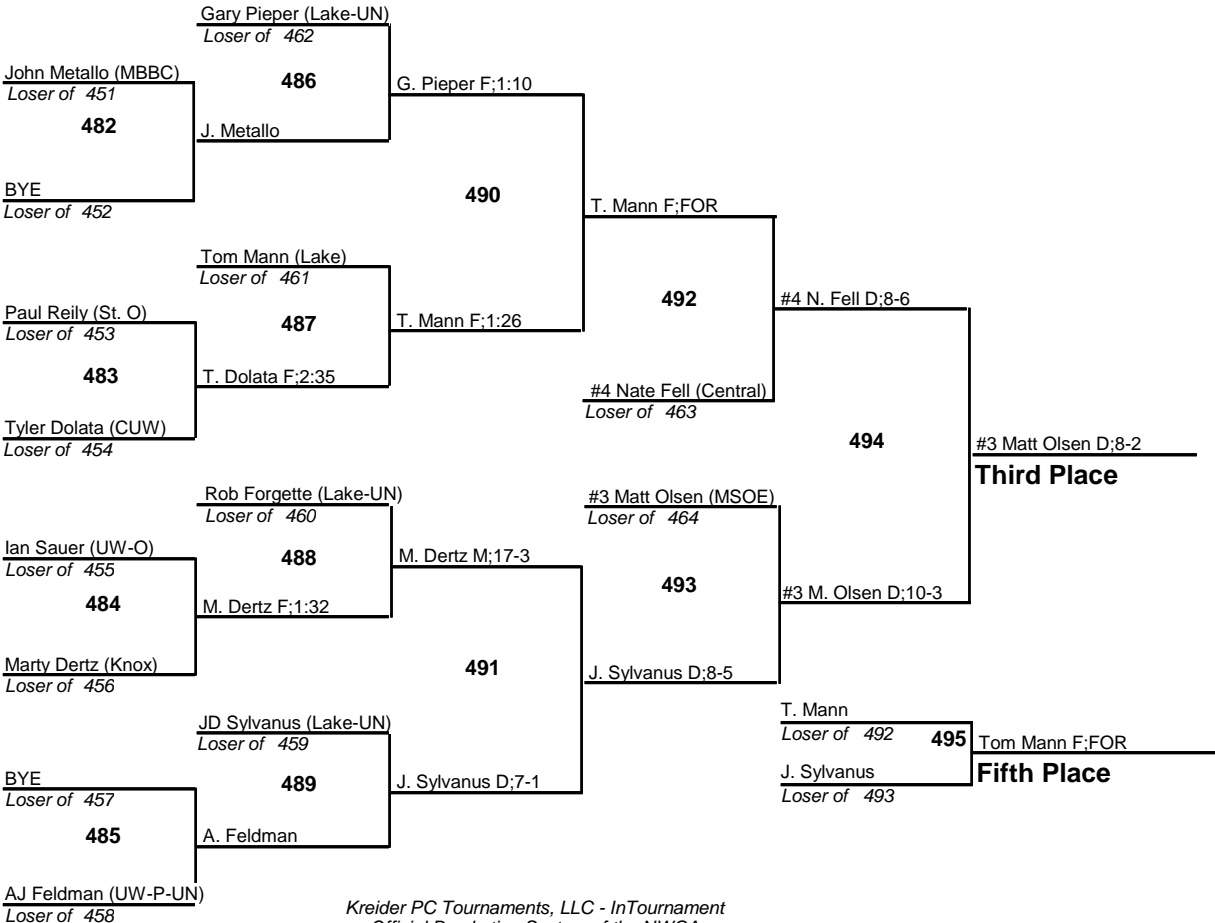 Gary Pieper (Lake-UN)
Loser of 462
John Metallo (MBBC)
Loser of 451
486
G. Pieper F;1:10
482
J. Metallo
BYE
Loser of 452
490
T. Mann F;FOR
Tom Mann (Lake)
Loser of 461
Paul Reily (St. O)
Loser of 453
487
T. Mann F;1:26
492
#4 N. Fell D;8-6
483
T. Dolata F;2:35
#4 Nate Fell (Central)
Loser of 463
Tyler Dolata (CUW)
Loser of 454
494
#3 Matt Olsen D;8-2
Third Place
Rob Forgette (Lake-UN)
Loser of 460
#3 Matt Olsen (MSOE)
Loser of 464
Ian Sauer (UW-O)
Loser of 455
488
M. Dertz M;17-3
493
#3 M. Olsen D;10-3
484
M. Dertz F;1:32
Marty Dertz (Knox)
Loser of 456
491
J. Sylvanus D;8-5
JD Sylvanus (Lake-UN)
Loser of 459
T. Mann
Loser of 492
495
Tom Mann F;FOR
Fifth Place
J. Sylvanus
Loser of 493
BYE
Loser of 457
489
J. Sylvanus D;7-1
485
A. Feldman
AJ Feldman (UW-P-UN)
Loser of 458
Kreider PC Tournaments, LLC - InTournament